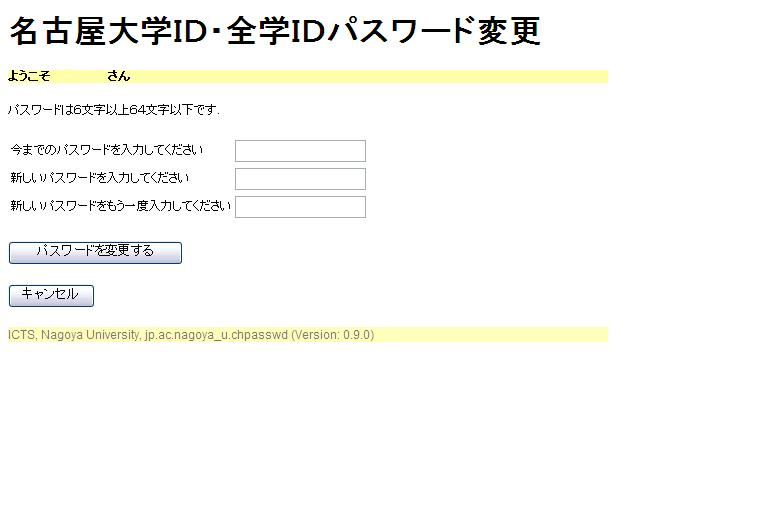 名古屋大学ID・全学IDパスワード変更
ようこそ さん
パスワードは6文字以上64文字以下です.
今までのパスワードを入力してください
新しいパスワードを入力してください
新しいパスワードをもう一度入力してください
パスワードを変更する
キャンセル
ICTS, Nagoya University, jp.ac.nagoya_u.chpasswd (Version: 0.9.0)